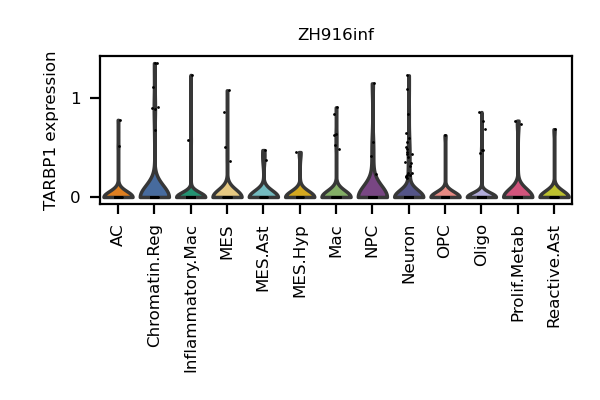 ZH916inf
TARBP1 expression
1
0
AC
Chromatin.Reg
Inflammatory.Mac
MES
MES.Ast
MES.Hyp
Mac
NPC
Neuron
OPC
Oligo
Prolif.Metab
Reactive.Ast